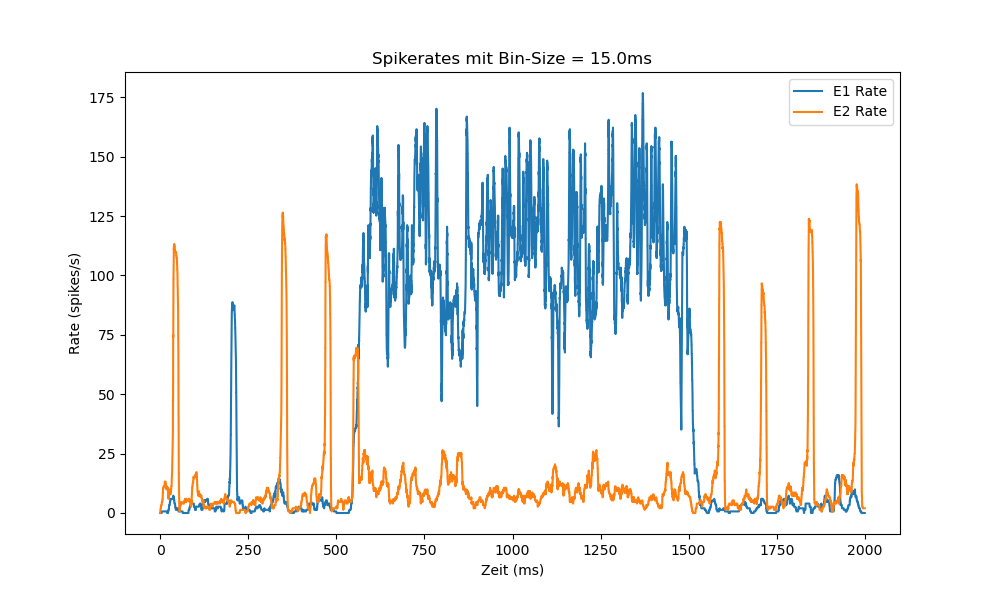 Spikerates mit Bin-Size = 15.0ms
E1 Rate
E2 Rate
175
150
125
100
75
50
25
0
Rate (spikes/s)
0 250 500 750 1000 1250 1500 1750 2000
Zeit (ms)